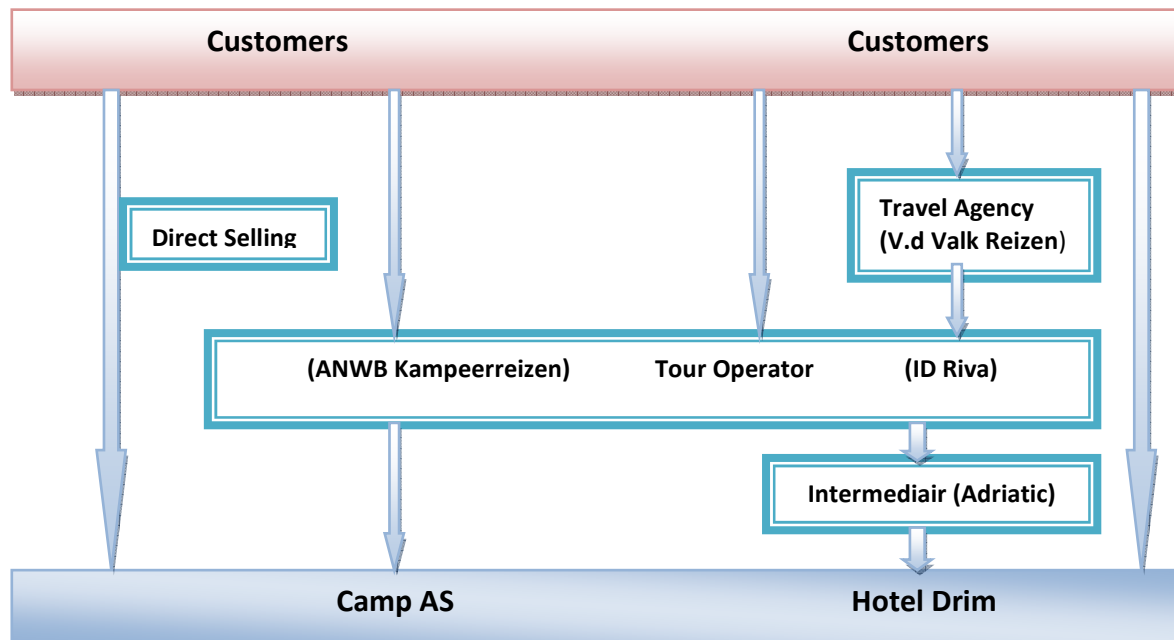 Customers
Customers
Travel Agency
(V.d Valk Reizen)
Direct Selling
(ANWB Kampeerreizen)
Tour Operator
(ID Riva)
Intermediair (Adriatic)
Camp AS
Hotel Drim